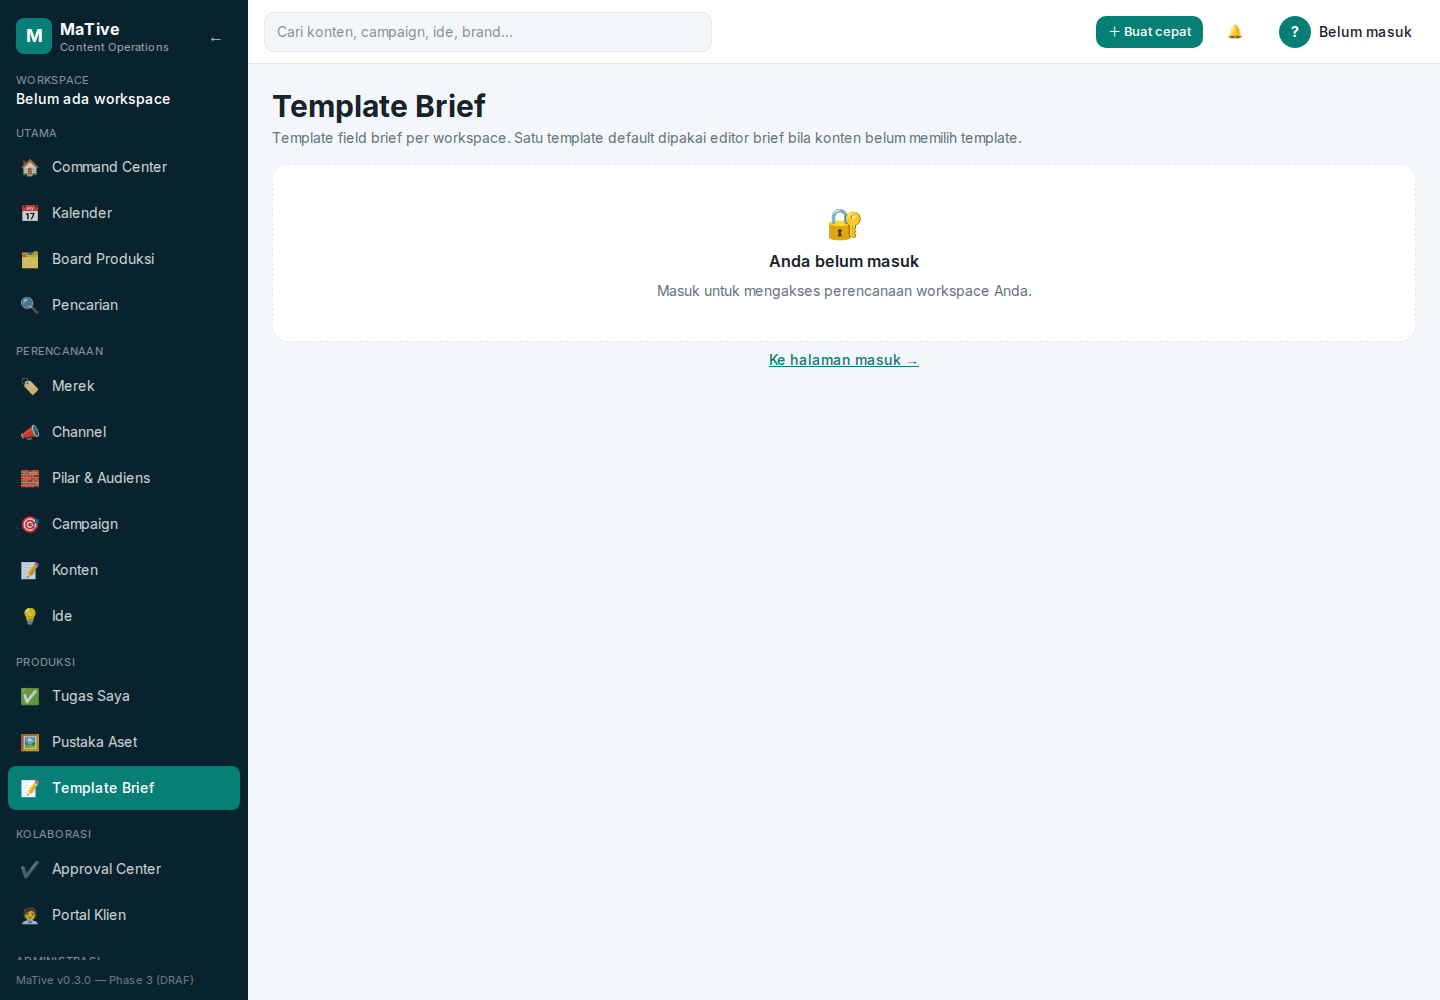 M
MaTive
Content Operations
←
WORKSPACE
Belum ada workspace
UTAMA
Command Center
Kalender
Board Produksi
Pencarian
PERENCANAAN
Merek
Channel
Pilar & Audiens
Campaign
Konten
Ide
PRODUKSI
Tugas Saya
Pustaka Aset
Template Brief
KOLABORASI
Approval Center
Portal Klien
ADMINISTRASI
MaTive v0.3.0 — Phase 3 (DRAF)
Cari konten, campaign, ide, brand...
+ Buat cepat
?
Belum masuk
Template Brief
Template field brief per workspace. Satu template default dipakai editor brief bila konten belum memilih template.
Anda belum masuk
Masuk untuk mengakses perencanaan workspace Anda.
Ke halaman masuk →